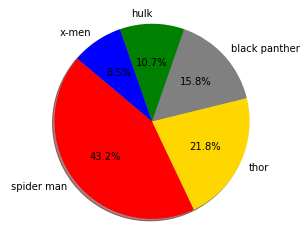 hulk
x-men
black panther
8.5%
10.7%
15.8%
43.2%
21.8%
thor
spider man